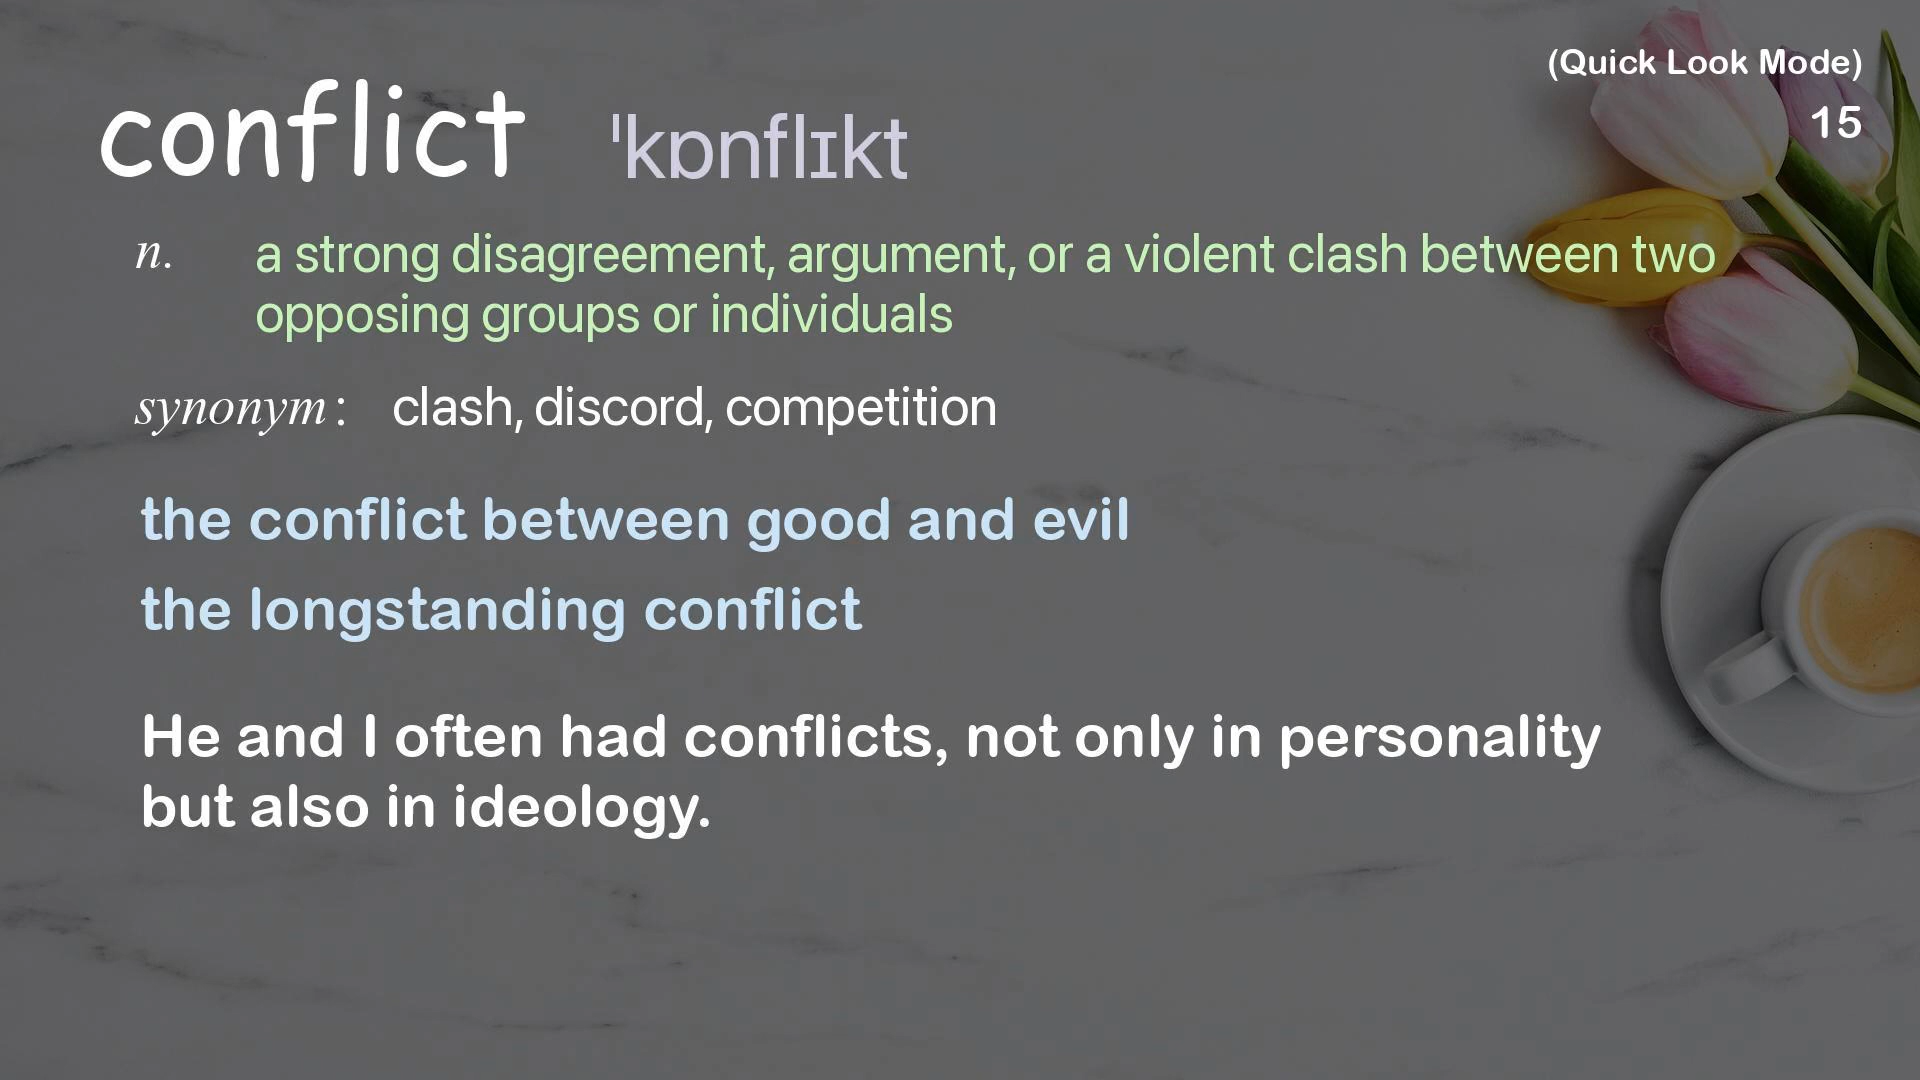 (Quick Look Mode)
15
conflict ˈkɒnflɪkt
n. a strong disagreement, argument, or a violent clash between two
opposing groups or individuals
synonym: clash, discord, competition
the conflict between good and evil
the longstanding conflict
He and I often had conflicts, not only in personality
but also in ideology.